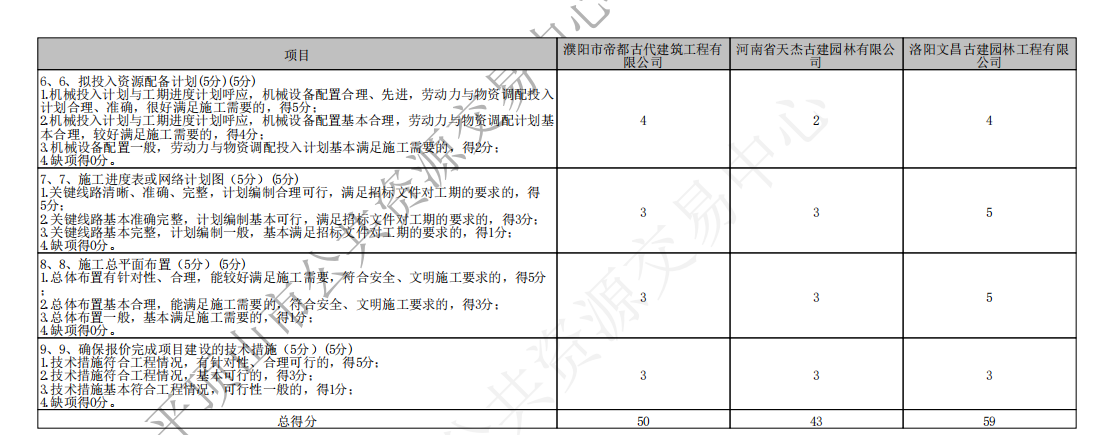 项目
濮阳市帝都古代建筑工程有
限公司
河南省天杰古建园林有限公
司
洛阳文昌古建园林工程有限
公司
6、6、拟投入资源配备计划(5分)(5分)
1.机械投入计划与工期进度计划呼应，机械设备配置合理、先进，劳动力与物资调配投入
计划合理、准确，很好满足施工需要的，得5分；
2.机械投入计划与工期进度计划呼应，机械设备配置基本合理，劳动力与物资调配计划基
本合理，较好满足施工需要的，得4分；
3.机械设备配置一般，劳动力与物资调配投入计划基本满足施工需要的，得2分；
4.缺项得0分。
4
2
4
7、7、施工进度表或网络计划图（5分）(5分)
1.关键线路清晰、准确、完整，计划编制合理可行，满足招标文件对工期的要求的，得
5分；
2.关键线路基本准确完整，计划编制基本可行，满足招标文件对工期的要求的，得3分；
3.关键线路基本完整，计划编制一般，基本满足招标文件对工期的要求的，得1分；
4.缺项得0分。
3
3
5
8、8、施工总平面布置（5分）(5分)
1.总体布置有针对性、合理，能较好满足施工需要，符合安全、文明施工要求的，得5分
；
2.总体布置基本合理，能满足施工需要的，符合安全、文明施工要求的，得3分；
3.总体布置一般，基本满足施工需要的，得1分；
4.缺项得0分。
3
3
5
9、9、确保报价完成项目建设的技术措施（5分）(5分)
1.技术措施符合工程情况，有针对性、合理可行的，得5分；
2.技术措施符合工程情况，基本可行的，得3分；
3.技术措施基本符合工程情况，可行性一般的，得1分；
4.缺项得0分。
3
3
3
总得分
50
43
59
平顶山市公共资源交易中心
公共资源交易中心